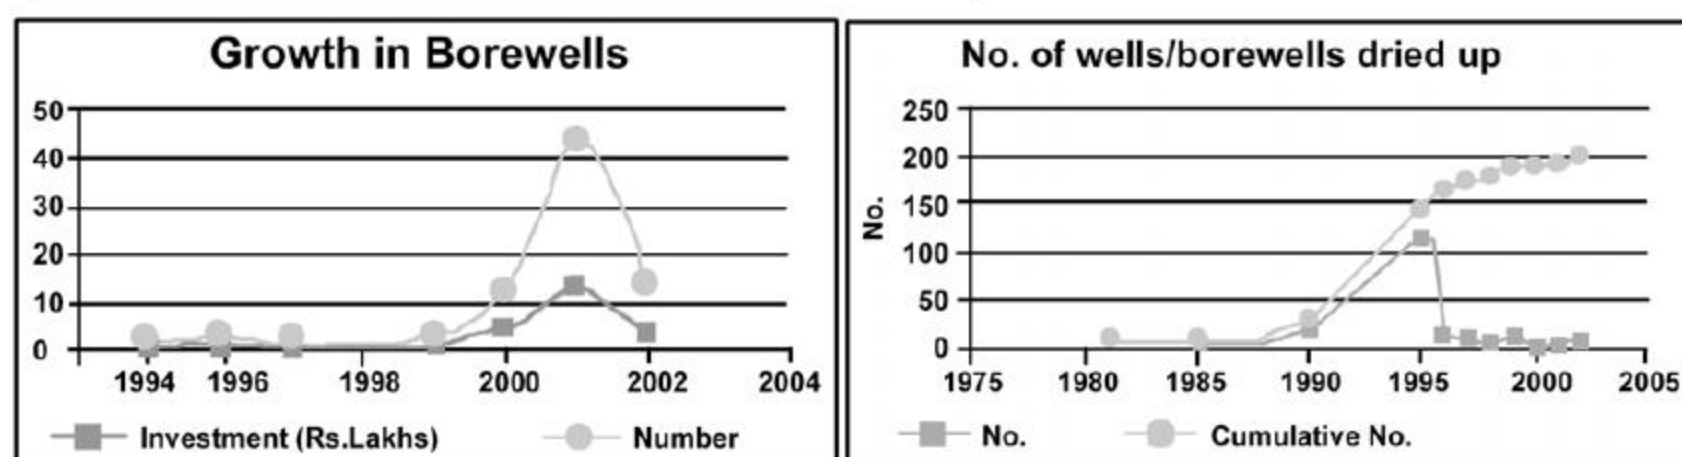 Growth in Borewells
50
40
30
20
10
0
1994 1996 1998 2000 2002 2004
Investment (Rs.Lakhs) Number
No. of wells/borewells dried up
No.
250
200
150
100
50
0
1975 1980 1985 1990 1995 2000 2005
No. Cumulative No.